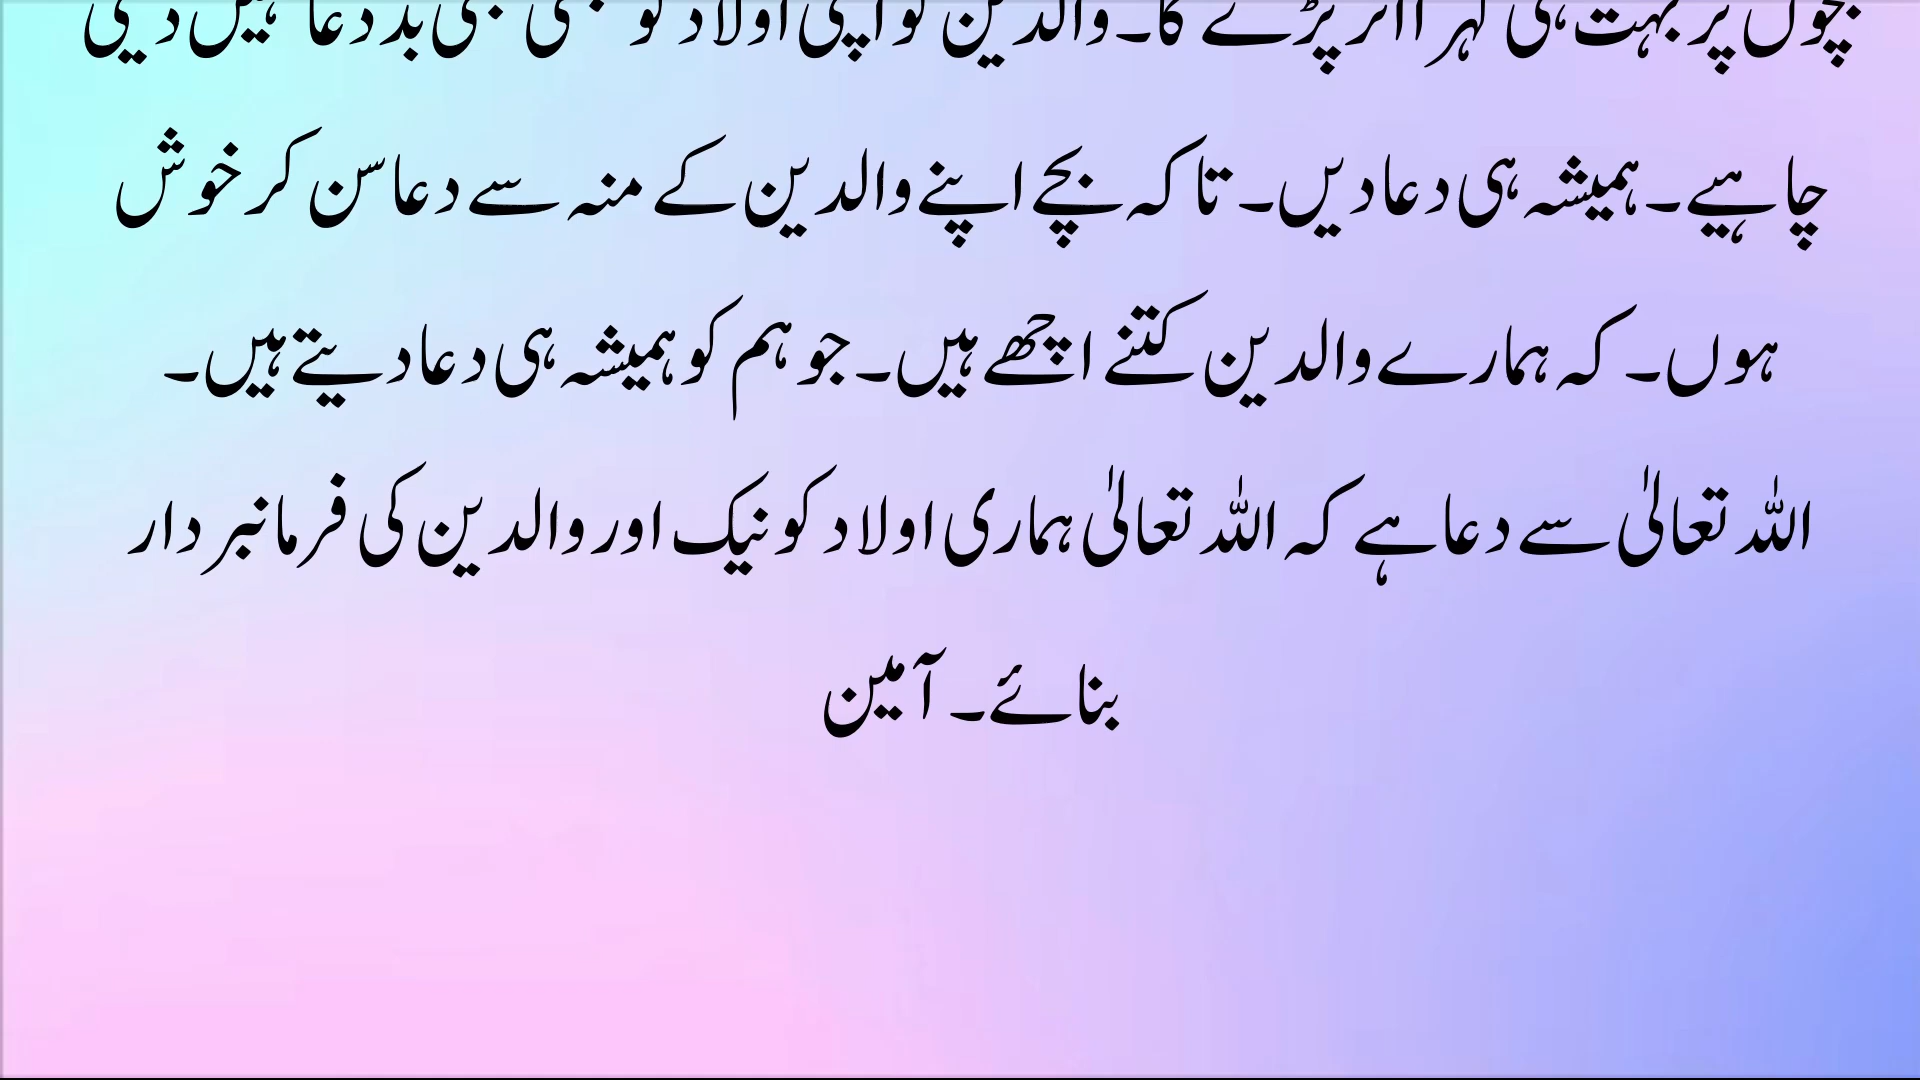 بچوں پر بہت ہی گہرا اثر پڑے گا۔ والدین کو اپنی اولاد کو کبھی بھی بددعا نہیں دینی
چاہیے۔ ہمیشہ ہی دعا دیں۔ تاکہ بچے اپنے والدین کے منہ سے دعا سن کر خوش
ہوں۔ کہ ہمارے والدین کتنے اچھے ہیں۔ جو ہم کو ہمیشہ ہی دعا دیتے ہیں۔
اللہ تعالیٰ سے دعا ہے کہ اللہ تعالیٰ ہماری اولاد کو نیک اور والدین کی فرمانبردار
بنائے۔ آمین